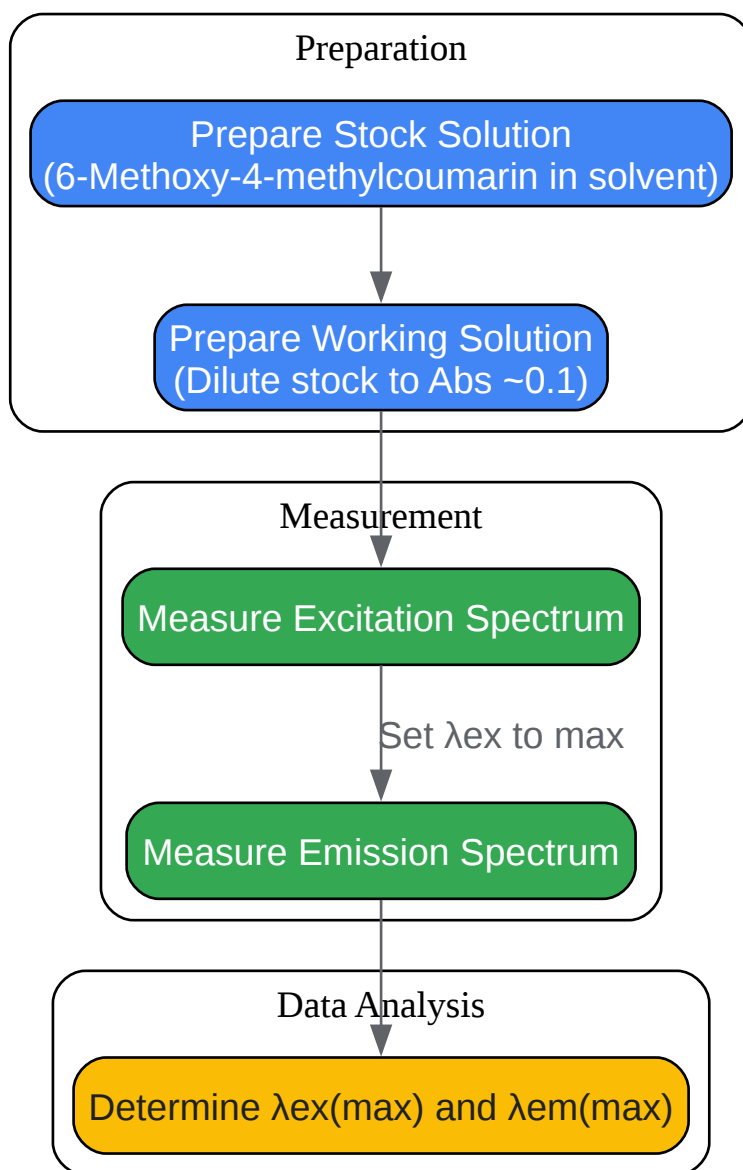 Preparation
Prepare Stock Solution
(6-Methoxy-4-methylcoumarin in solvent)
Prepare Working Solution
(Dilute stock to Abs ~0.1)
Measurement
Measure Excitation Spectrum
Set λex to max
Measure Emission Spectrum
Data Analysis
Determine λex(max) and λem(max)